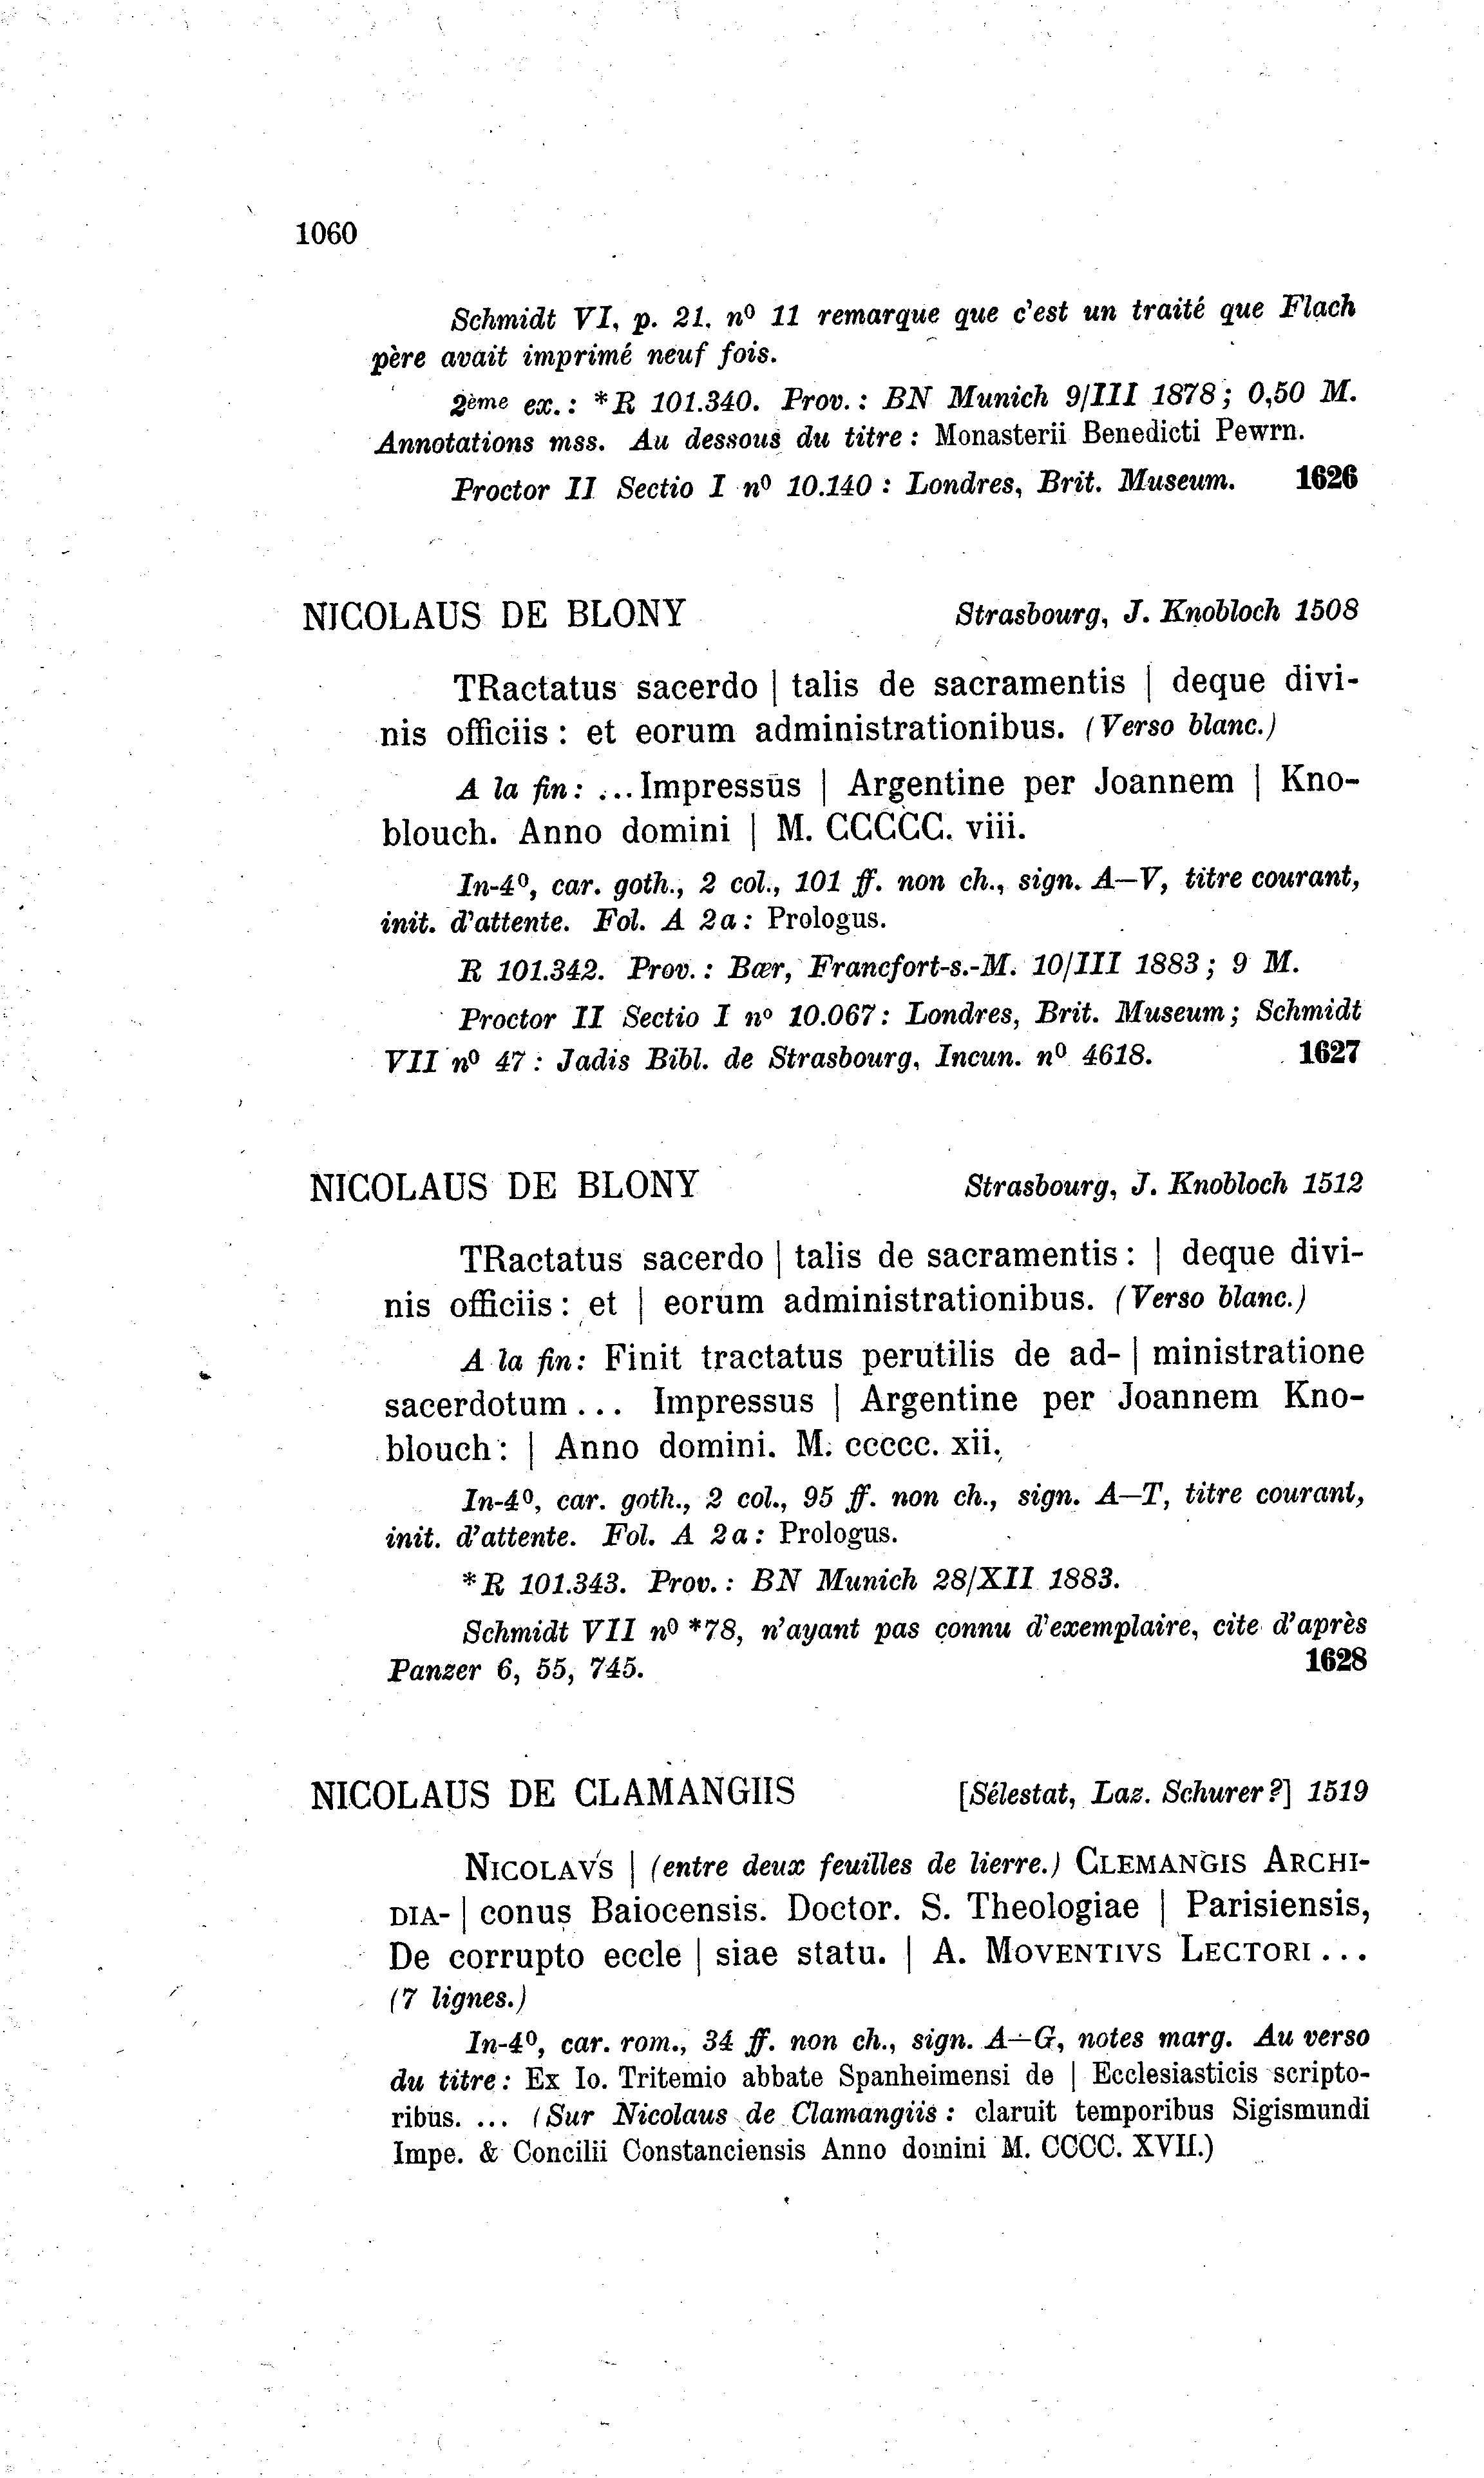 1060
Schmidt VI, p. 21. nº 11 remarque que c'est un traité que Flach
père avait imprimé neuf fois.
2ème ex.: *R 101.340. Prov.: BN Munich 9/III 1878; 0,50 M.
Annotations mss. Au dessous du titre: Monasterii Benedicti Pewrn.
Proctor II Sectio I nº 10.140 : Londres, Brit. Museum. 1626
NICOLAUS DE BLONY Strasbourg, J. Knobloch 1508
TRactatus sacerdo | talis de sacramentis | deque divi-
nis officiis : et eorum administrationibus. (Verso blanc.)
A la fin: ... Impressūs | Argentine per Joannem | Kno-
blouch. Anno domini | M. CCCCC. viii.
In-4º, car. goth., 2 col., 101 ff. non ch., sign. A—V, titre courant,
init. d'attente. Fol. A 2a: Prologus.
R 101.342. Prov.: Bær, Francfort-s.-M. 10/III 1883; 9 M.
Proctor II Sectio I nº 10.067: Londres, Brit. Museum; Schmidt
VII nº 47: Jadis Bibl. de Strasbourg, Incun. nº 4618. 1627
NICOLAUS DE BLONY Strasbourg, J. Knobloch 1512
TRactatus sacerdo | talis de sacramentis: | deque divi-
nis officiis: et | eorum administrationibus. (Verso blanc.)
A la fin: Finit tractatus perutilis de ad- | ministratione
sacerdotum... Impressus | Argentine per Joannem Kno-
blouch: | Anno domini. M. ccccc. xii.
In-4º, car. goth., 2 col., 95 ff. non ch., sign. A—T, titre courant,
init. d'attente. Fol. A 2a: Prologus.
*R 101.343. Prov.: BN Munich 28/XII 1883.
Schmidt VII nº *78, n'ayant pas connu d'exemplaire, cite d'après
Panzer 6, 55, 745. 1628
NICOLAUS DE CLAMANGIIS [Sélestat, Laz. Schurer?] 1519
NICOLAVS | (entre deux feuilles de lierre.) CLEMANGIS ARCHI-
DIA- | conus Baiocensis. Doctor. S. Theologiae | Parisiensis,
De corrupto eccle | siae statu. | A. MOVENTIVS LECTORI...
(7 lignes.)
In-4º, car. rom., 34 ff. non ch., sign. A—G, notes marg. Au verso
du titre: Ex Io. Tritemio abbate Spanheimensi de | Ecclesiasticis scripto-
ribus. ... (Sur Nicolaus de Clamangiis: claruit temporibus Sigismundi
Impe. & Concilii Constanciensis Anno domini M. CCCC. XVII.)